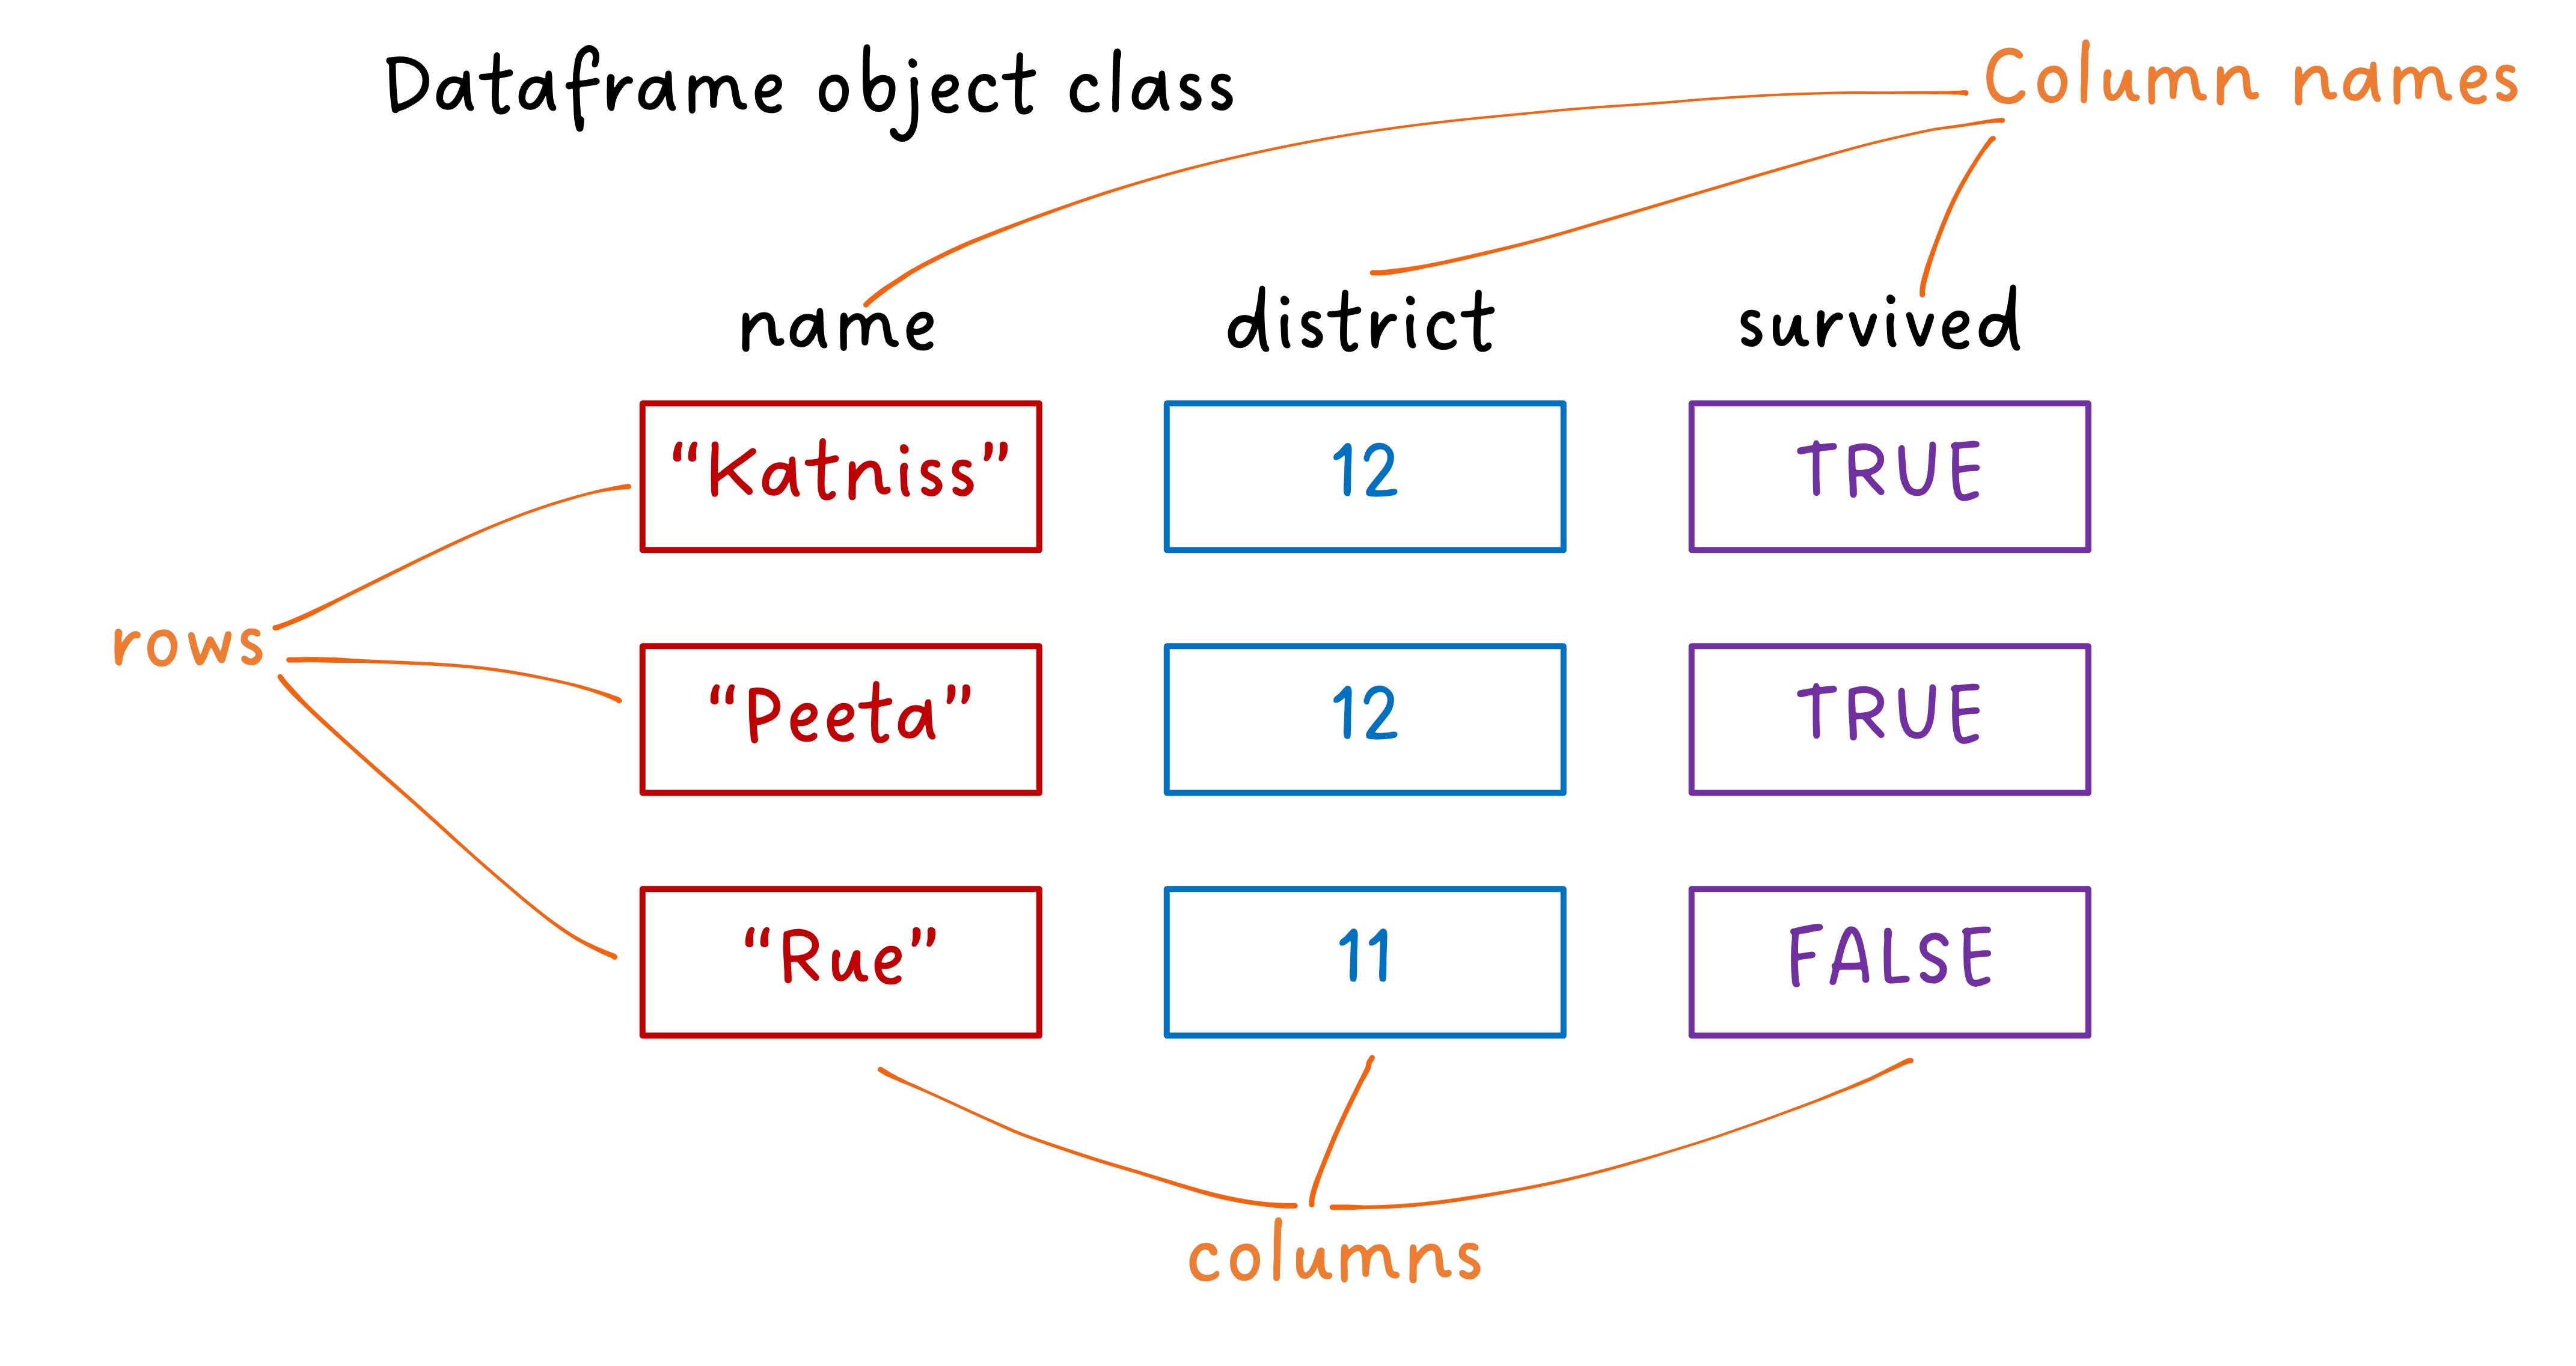 Dataframe object class
Column names
name district survived
“Katniss” 12 TRUE
rows
“Peeta” 12 TRUE
“Rue” 11 FALSE
columns